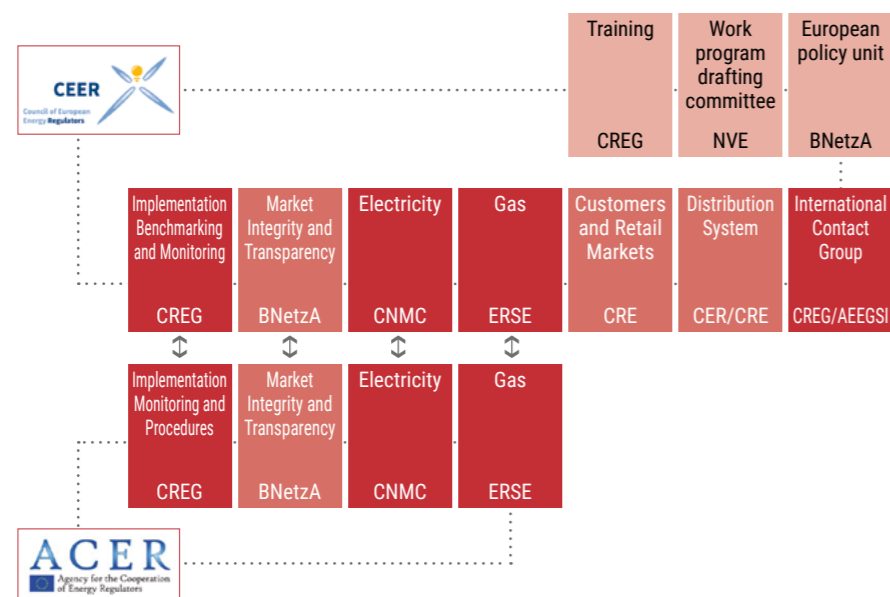 CEER
Council of European
Energy Regulators
Training
CREG
Work
program
drafting
committee
NVE
European
policy unit
BNetzA
Implementation
Benchmarking
and Monitoring
CREG
Market
Integrity and
Transparency
BNetzA
Electricity
CNMC
Gas
ERSE
Customers
and Retail
Markets
CRE
Distribution
System
CER/CRE
International
Contact
Group
CREG/AEEGSI
Implementation
Monitoring and
Procedures
CREG
Market
Integrity and
Transparency
BNetzA
Electricity
CNMC
Gas
ERSE
ACER
Agency for the Cooperation
of Energy Regulators